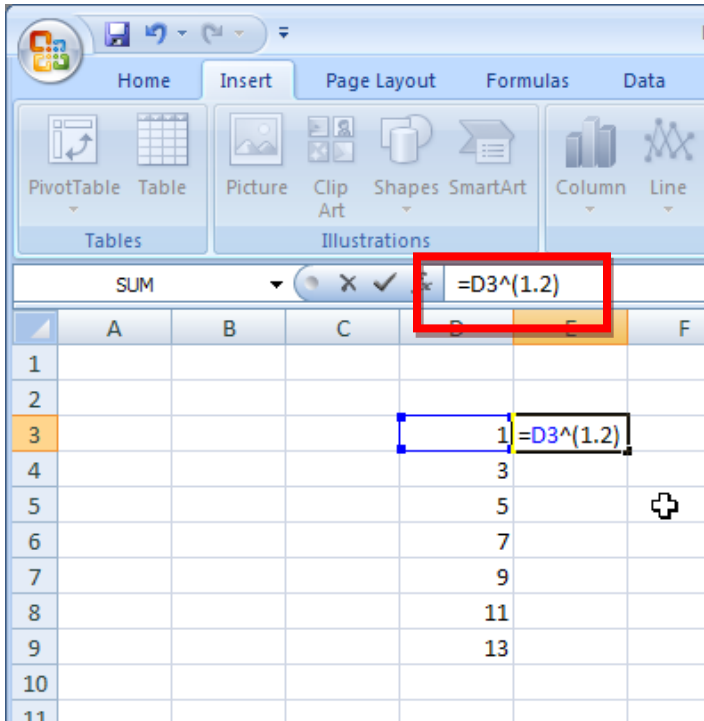 Home Insert Page Layout Formulas Data
PivotTable Table Picture Clip Art Shapes SmartArt Column Line
Tables Illustrations
SUM =D3^(1.2)
A B C D E F
1
2
3 1 =D3^(1.2)
4 3
5 5
6 7
7 9
8 11
9 13
10
11